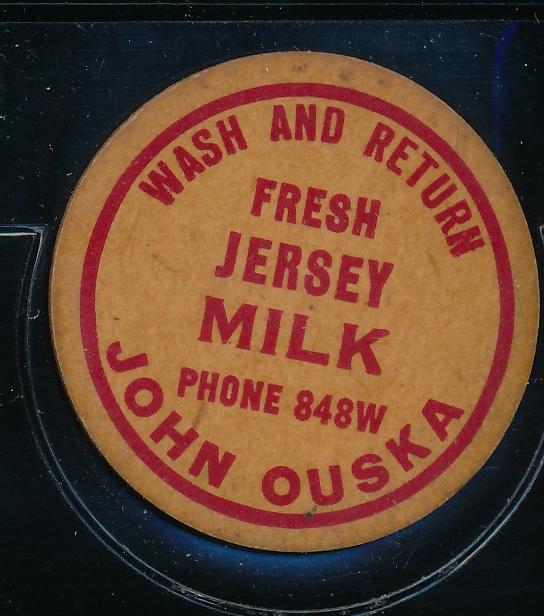 WASH AND RETURN
FRESH
JERSEY
MILK
PHONE 848W
JOHN OUSKA